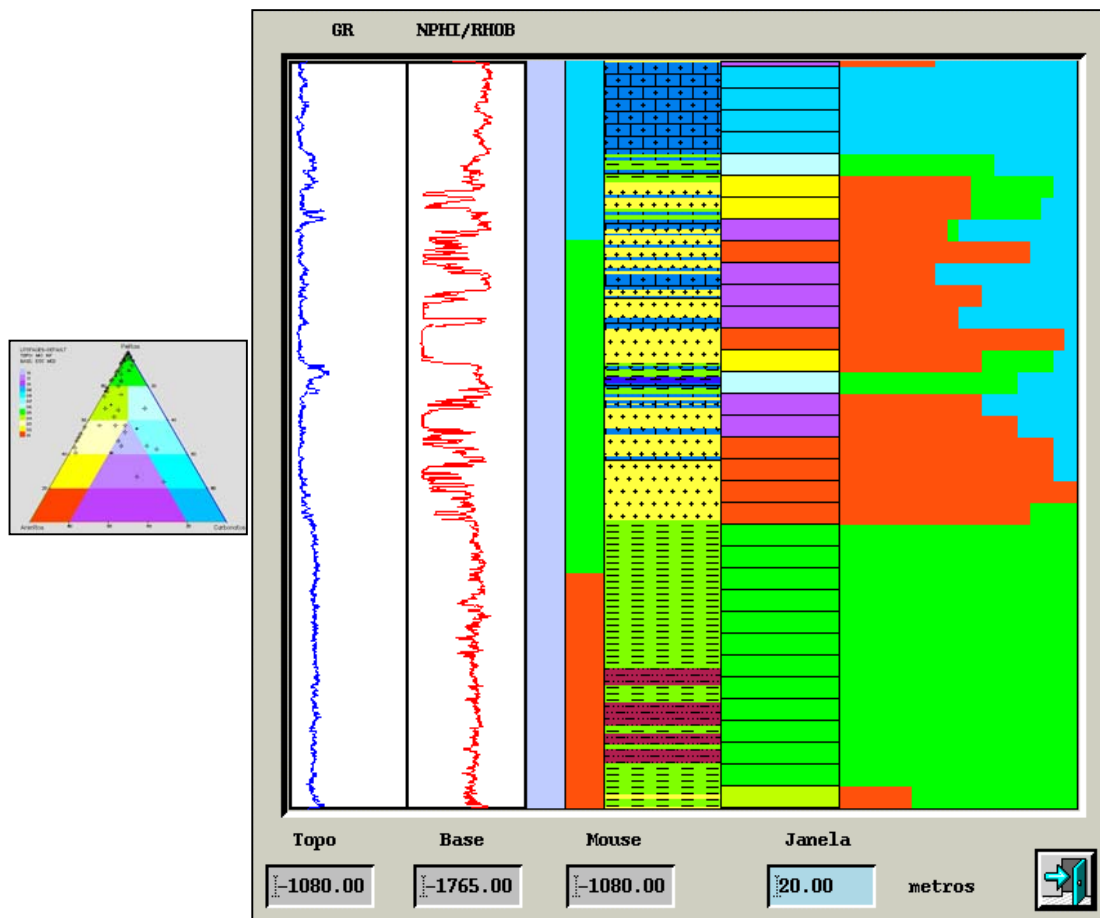 GR NPHI/RHOB
Pelitos
Arenitos Carbonatos
Topo Base Mouse Janela
-1080.00 -1765.00 -1080.00 20.00 metros